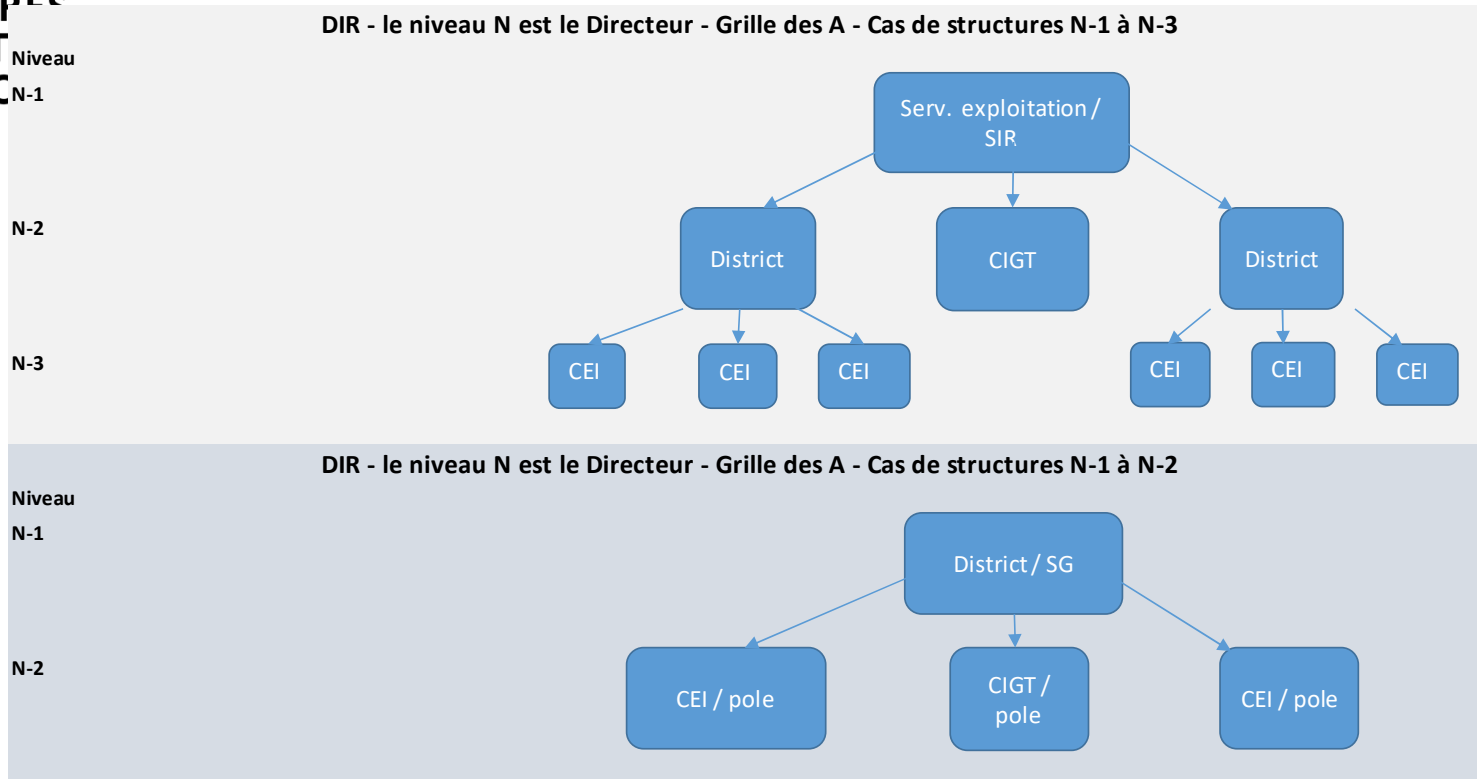 DIR - le niveau N est le Directeur - Grille des A - Cas de structures N-1 à N-3
Niveau
N-1
Serv. exploitation /
SIR
N-2
District
CIGT
District
N-3
CEI
CEI
CEI
CEI
CEI
CEI
DIR - le niveau N est le Directeur - Grille des A - Cas de structures N-1 à N-2
Niveau
N-1
District / SG
N-2
CEI / pole
CIGT /
pole
CEI / pole